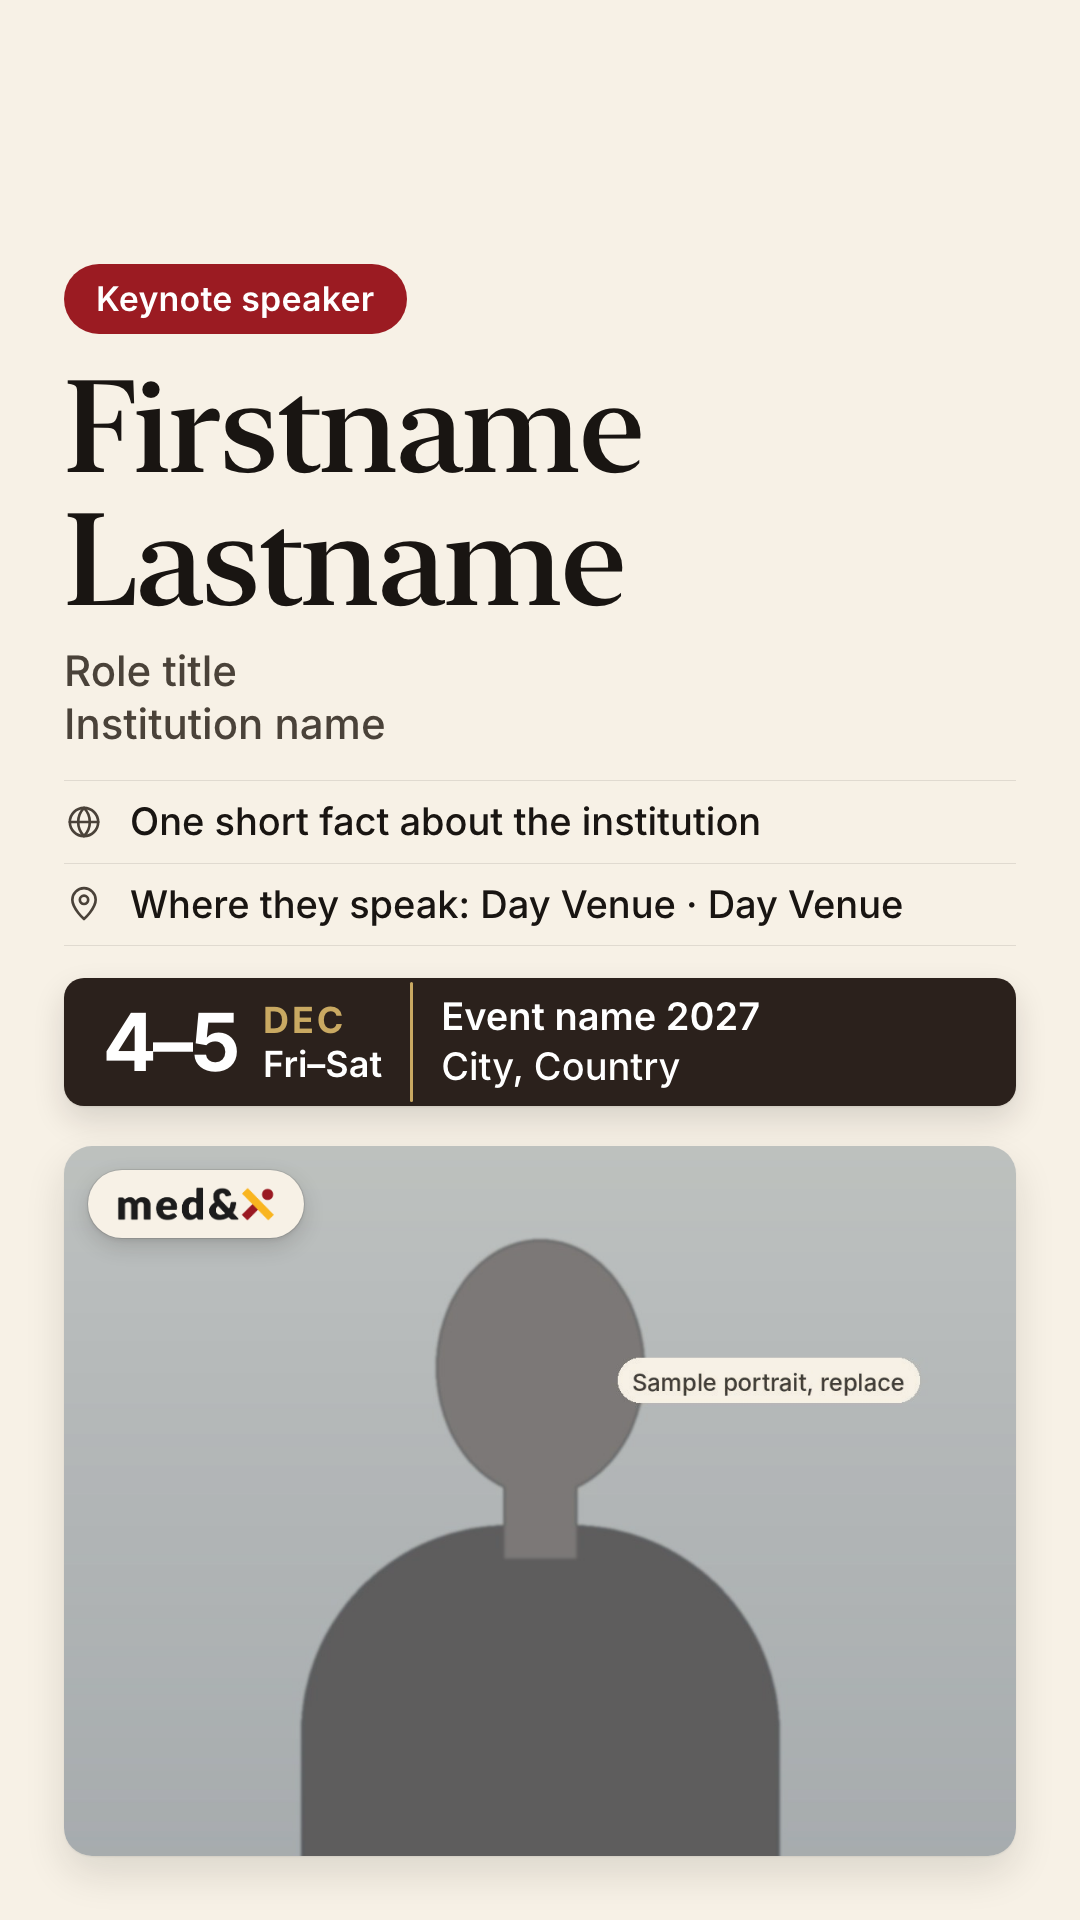 Keynote speaker
Firstname
Lastname
Role title
Institution name
One short fact about the institution
Where they speak: Day Venue · Day Venue
4–5
DEC
Fri–Sat
Event name 2027
City, Country
med&x
Sample portrait, replace